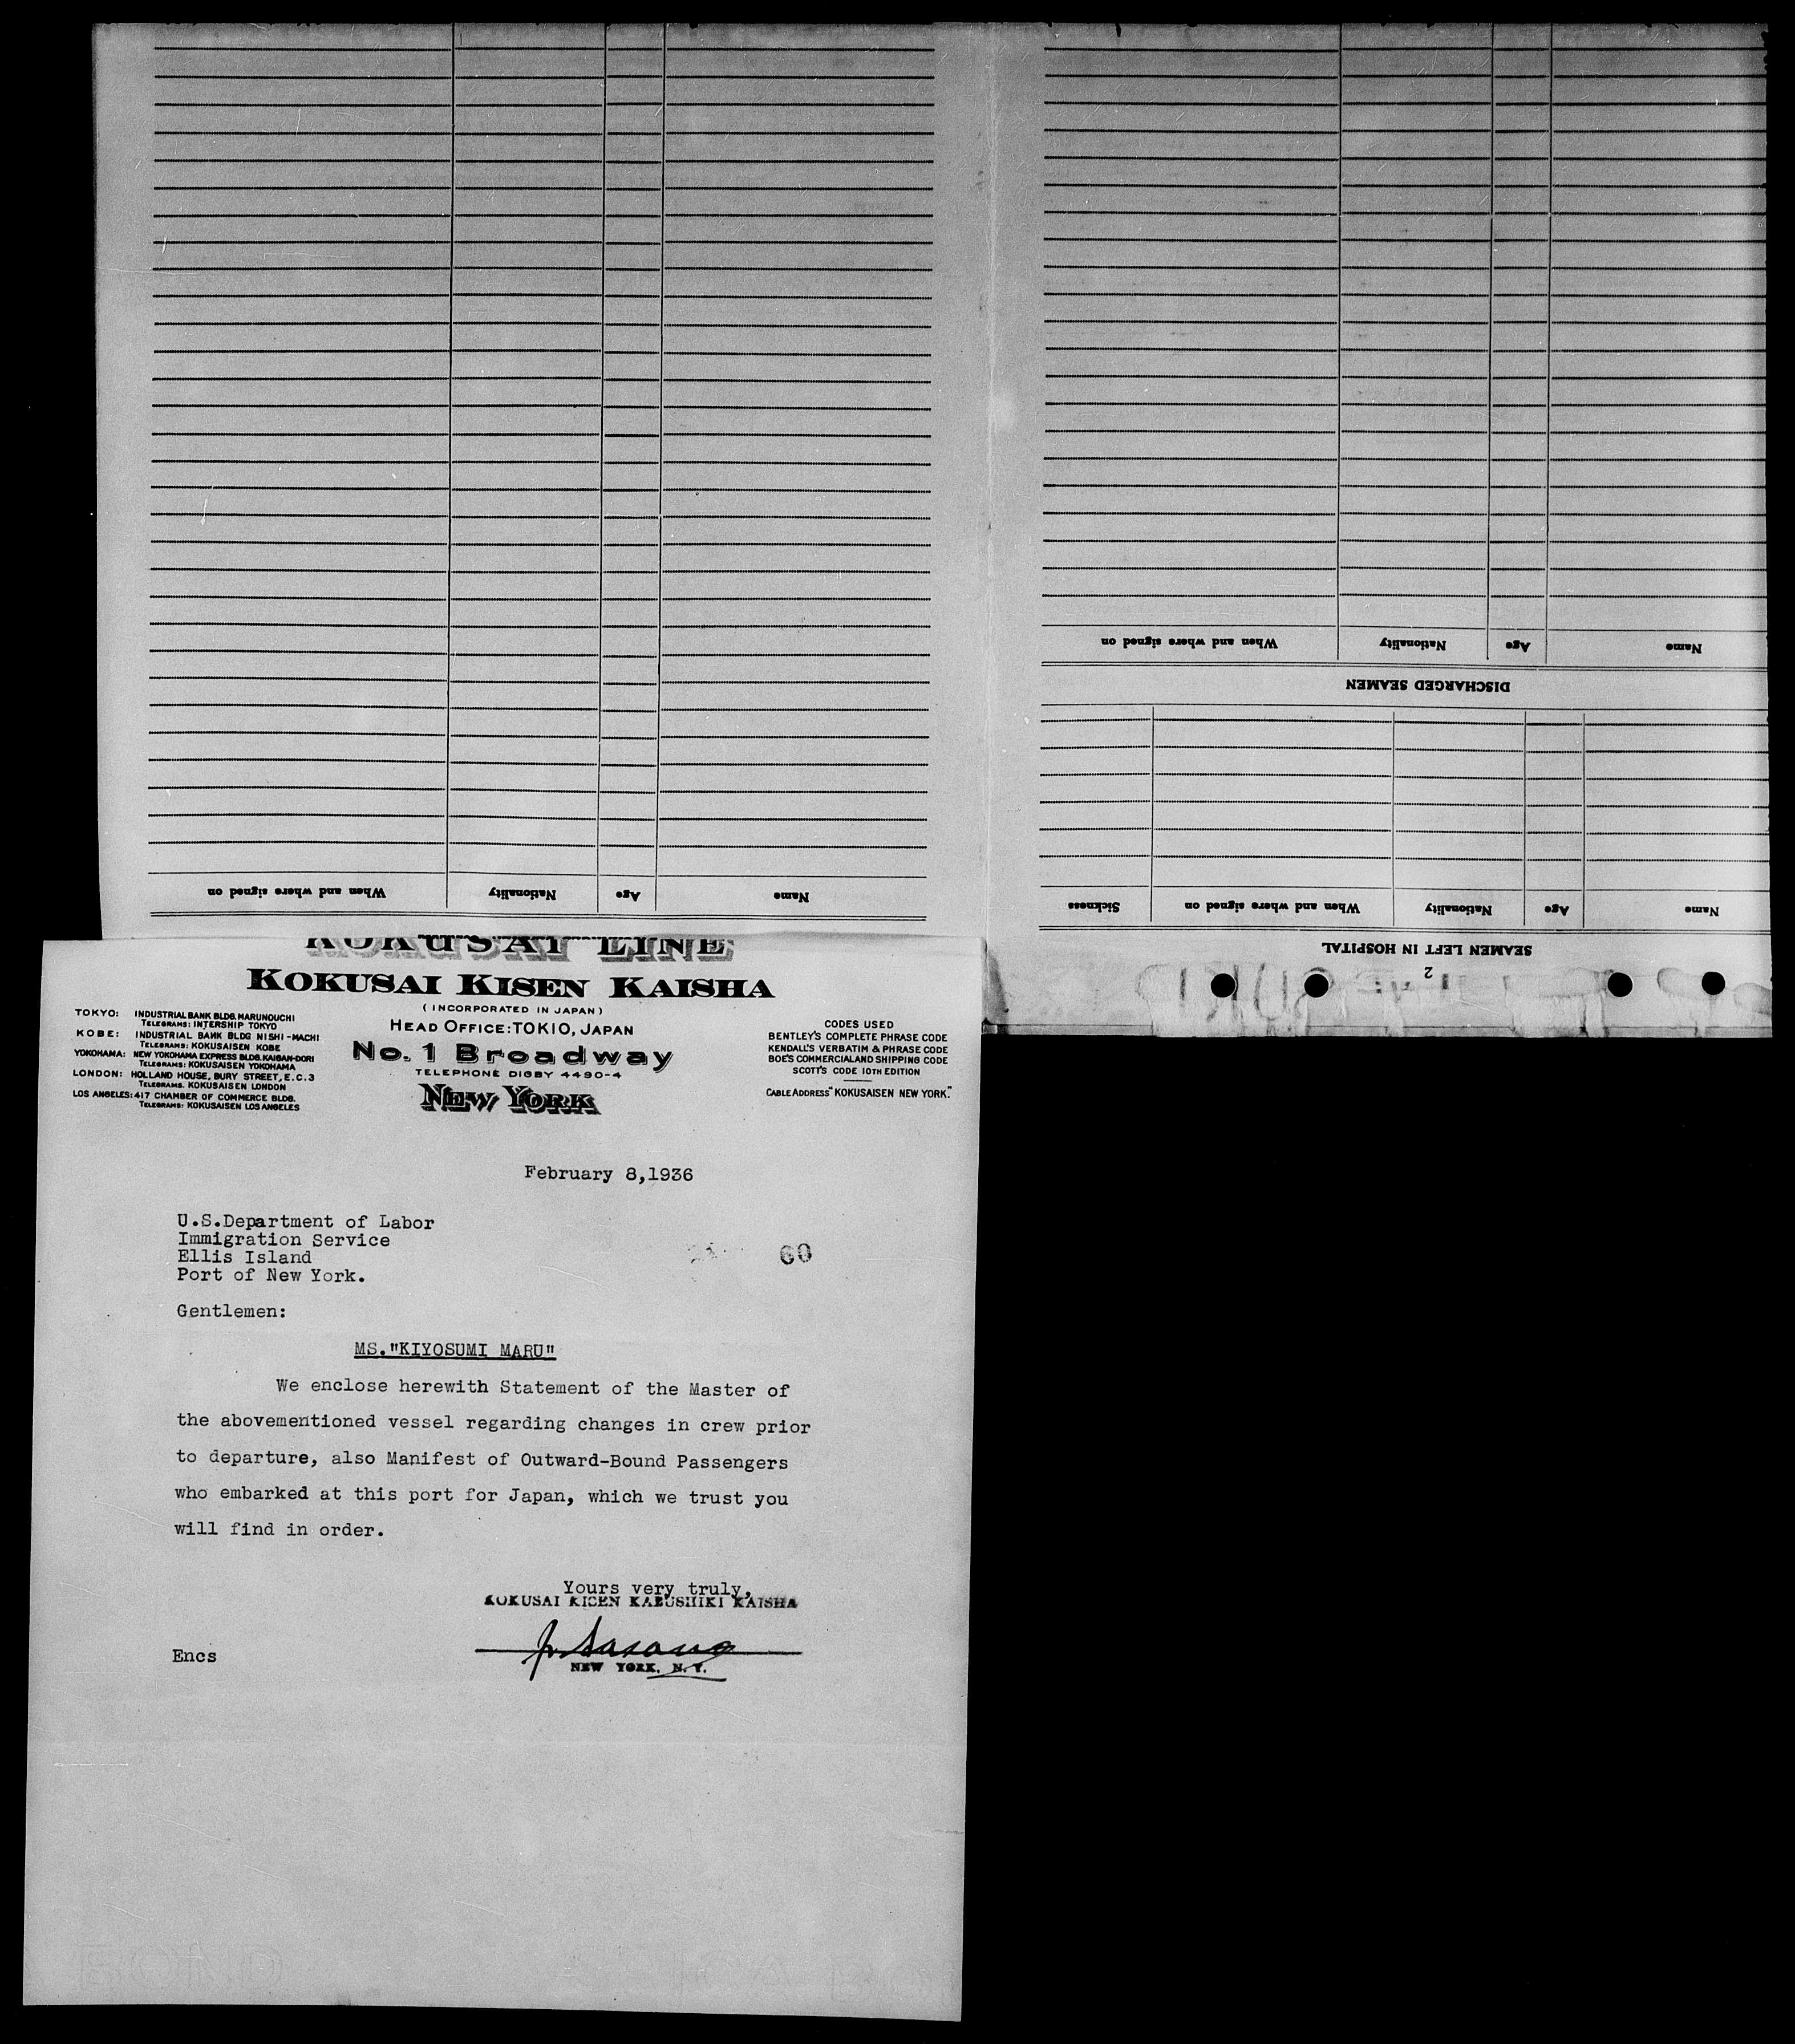 When and where signed on Nationality Age Name
Name Age Nationality When and where signed on
DISCHARGED SEAMEN
Name Age Nationality When and where signed on Sickness
SEAMEN LEFT IN HOSPITAL
2
KOKUSAI LINE
KOKUSAI KISEN KAISHA
(INCORPORATED IN JAPAN)
HEAD OFFICE: TOKIO, JAPAN
No. 1 Broadway
TELEPHONE DIGBY 4490-4
NEW YORK
TOKYO: INDUSTRIAL BANK BLDG. MARUNOUCHI
TELEGRAMS: INTERSHIP TOKYO
KOBE: INDUSTRIAL BANK BLDG NISHI-MACHI
TELEGRAMS: KOKUSAISEN KOBE
YOKOHAMA: NEW YOKOHAMA EXPRESS BLDG. KAIGAN-DORI
TELEGRAMS: KOKUSAISEN YOKOHAMA
LONDON: HOLLAND HOUSE, BURY STREET, E.C.3
TELEGRAMS. KOKUSAISEN LONDON
LOS ANGELES: 417 CHAMBER OF COMMERCE BLDG.
TELEGRAMS: KOKUSAISEN LOS ANGELES
CODES USED
BENTLEY'S COMPLETE PHRASE CODE
KENDALL'S VERBATIM & PHRASE CODE
BOE'S COMMERCIAL AND SHIPPING CODE
SCOTT'S CODE 10TH EDITION
CABLE ADDRESS "KOKUSAISEN NEW YORK."
February 8,1936
U.S.Department of Labor
Immigration Service
Ellis Island
Port of New York.
60
Gentlemen:
MS."KIYOSUMI MARU"
We enclose herewith Statement of the Master of
the abovementioned vessel regarding changes in crew prior
to departure, also Manifest of Outward-Bound Passengers
who embarked at this port for Japan, which we trust you
will find in order.
Yours very truly,
KOKUSAI KISEN KABUSHIKI KAISHA
Encs
NEW YORK, N.Y.